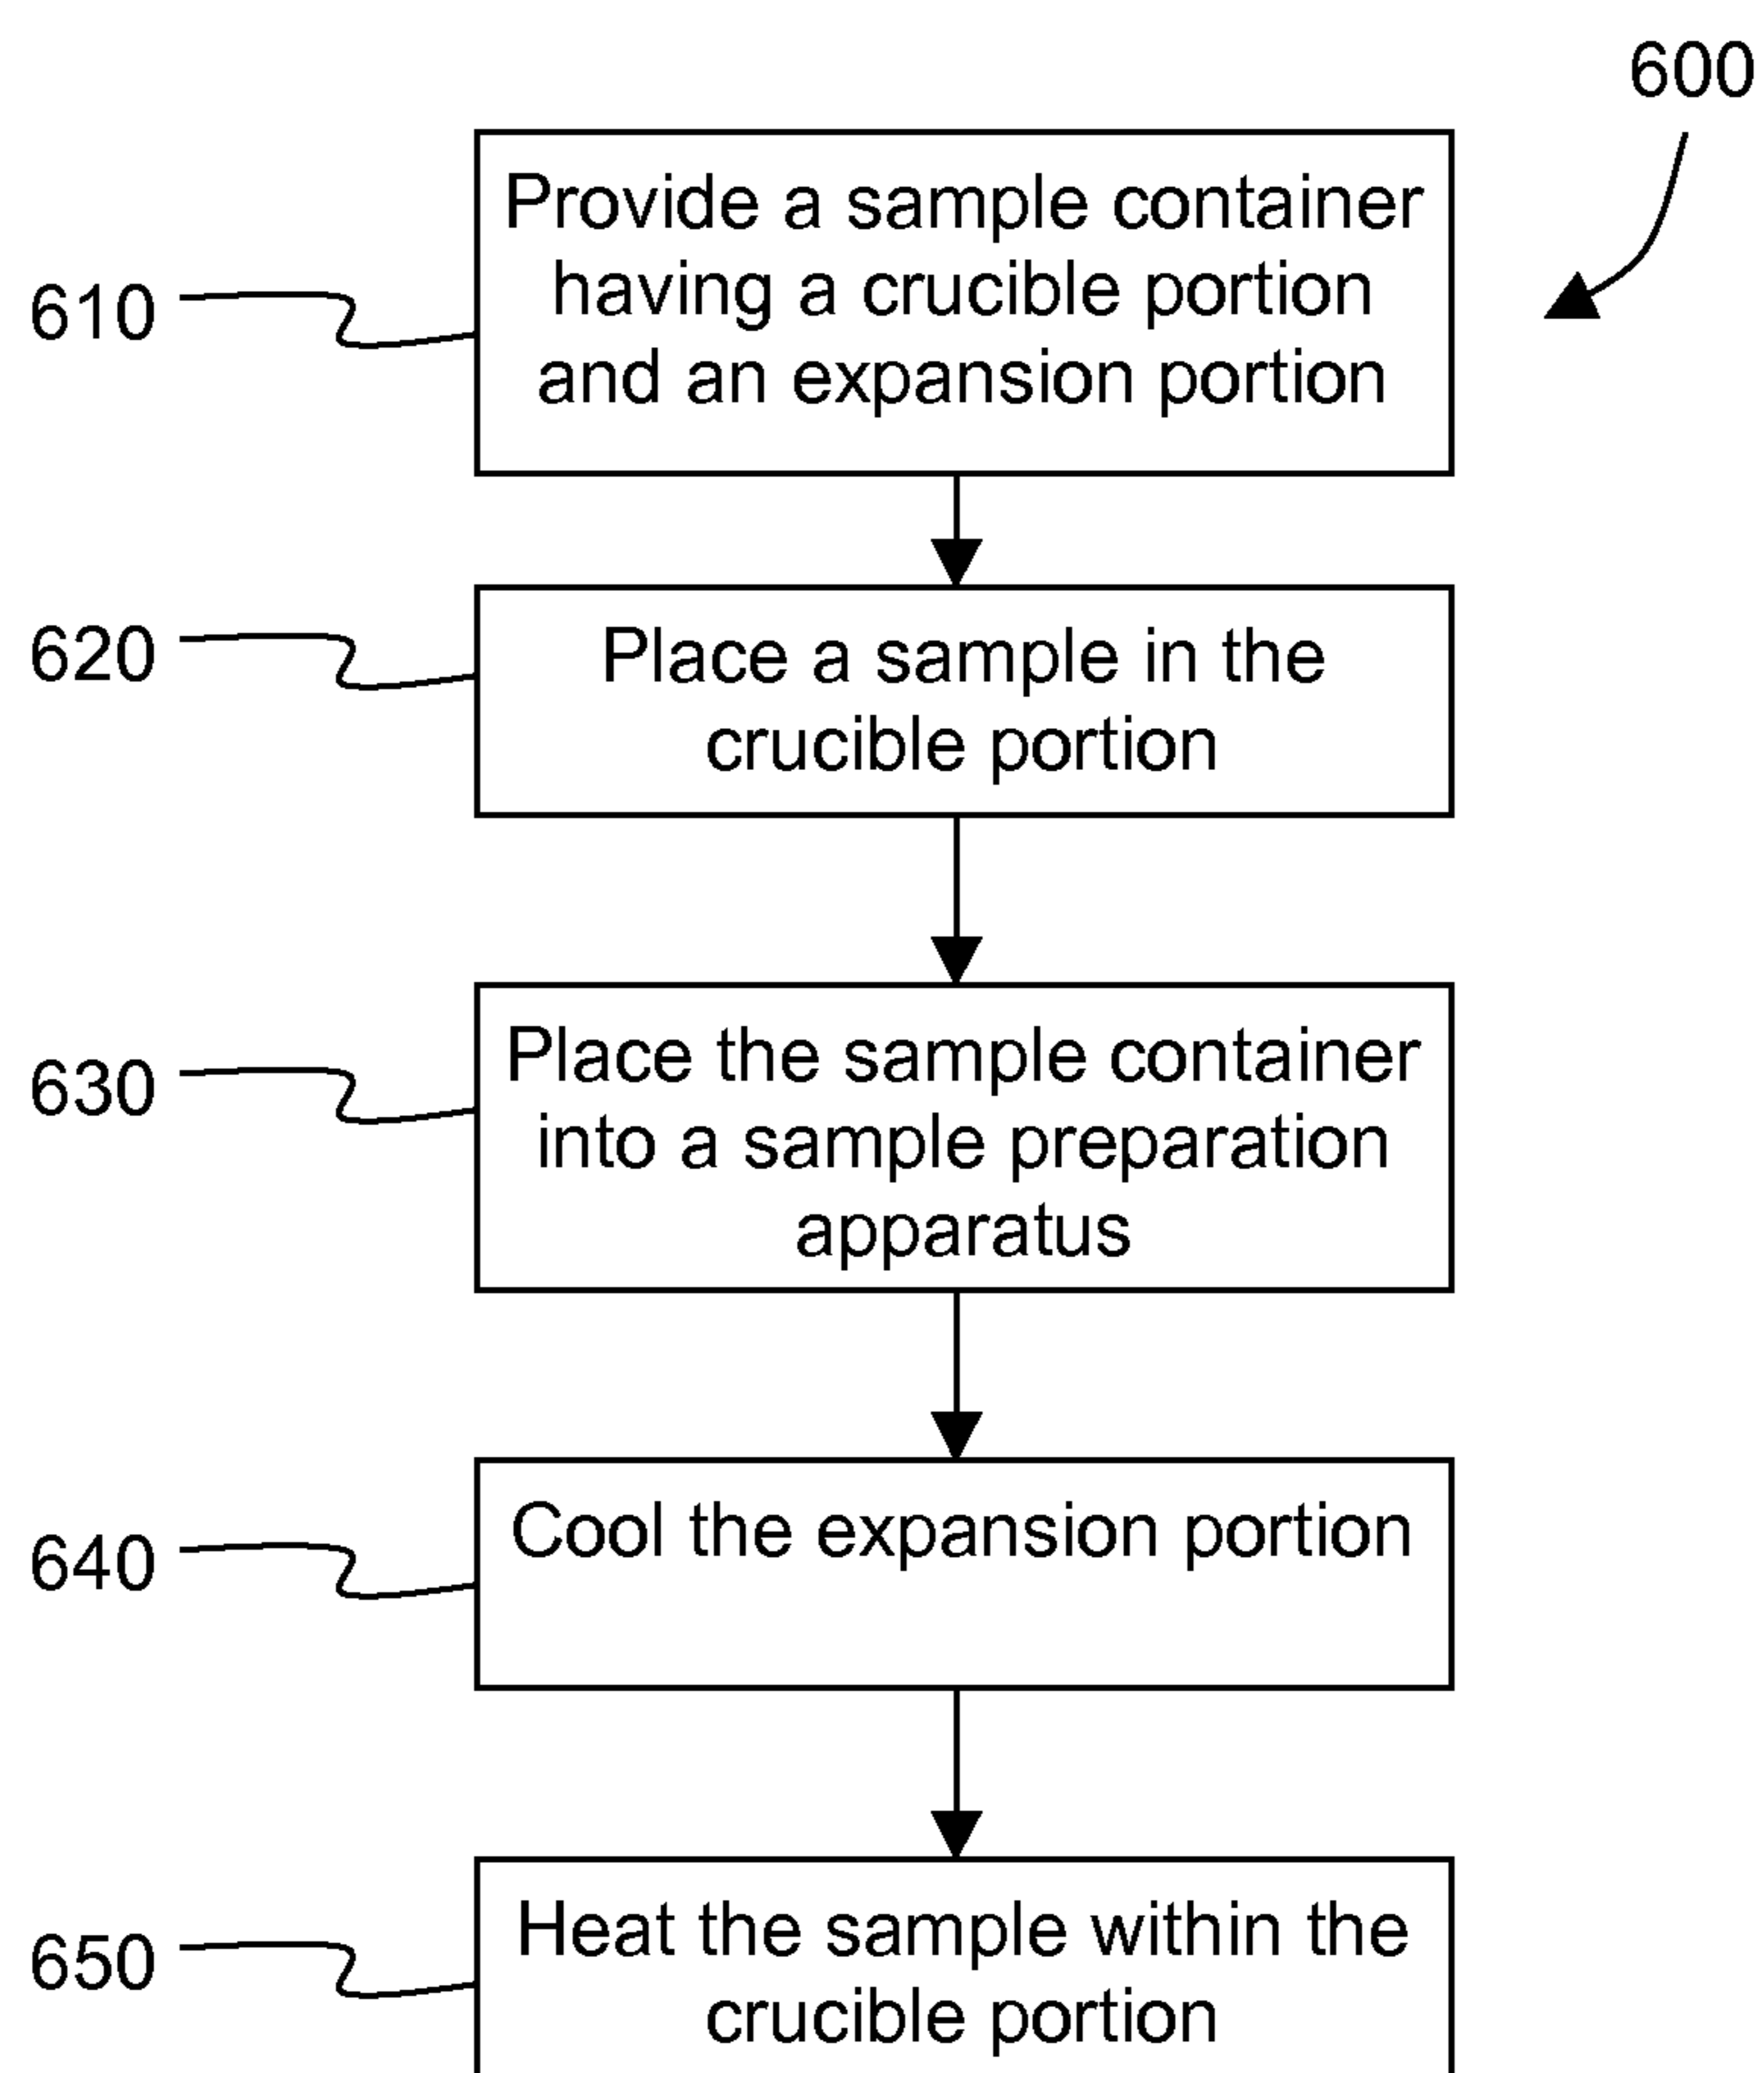 600
610
Provide a sample container
having a crucible portion
and an expansion portion
620
Place a sample in the
crucible portion
630
Place the sample container
into a sample preparation
apparatus
640
Cool the expansion portion
650
Heat the sample within the
crucible portion